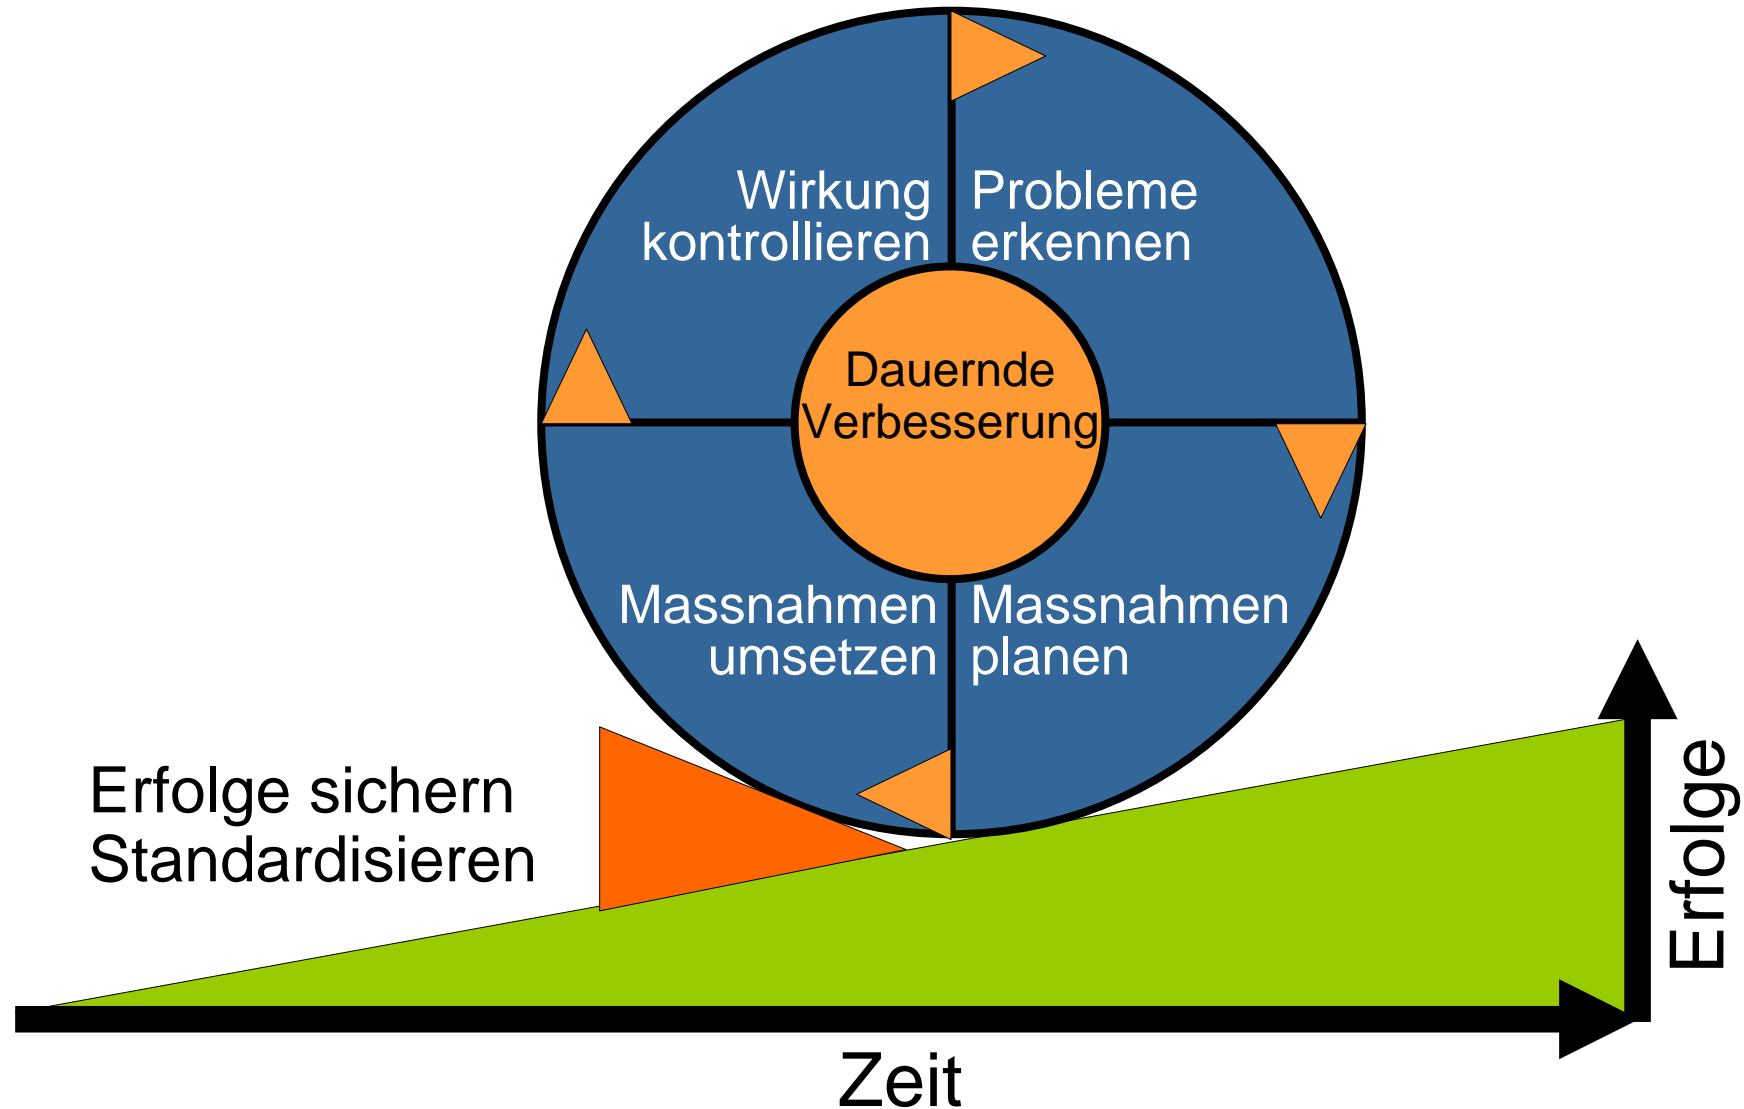 Wirkung
kontrollieren
Probleme
erkennen
Dauernde
Verbesserung
Massnahmen
umsetzen
Massnahmen
planen
Erfolge sichern
Standardisieren
Erfolge
Zeit